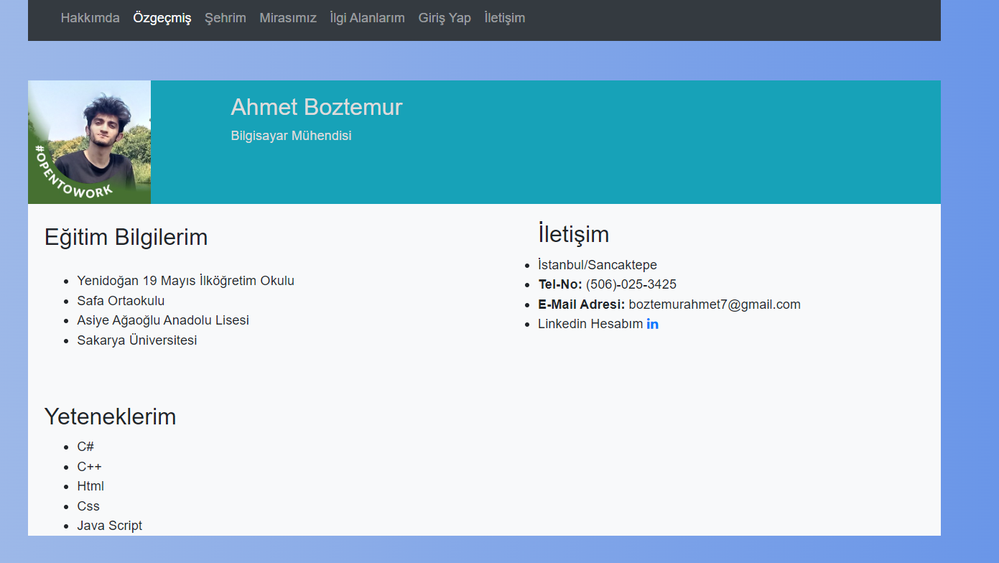 Hakkımda Özgeçmiş Şehrim Mirasımız İlgi Alanlarım Giriş Yap İletişim
#OPENTOWORK
Ahmet Boztemur
Bilgisayar Mühendisi
Eğitim Bilgilerim
Yenidoğan 19 Mayıs İlköğretim Okulu
Safa Ortaokulu
Asiye Ağaoğlu Anadolu Lisesi
Sakarya Üniversitesi
İletişim
İstanbul/Sancaktepe
Tel-No: (506)-025-3425
E-Mail Adresi: boztemurahmet7@gmail.com
Linkedin Hesabım in
Yeteneklerim
C#
C++
Html
Css
Java Script